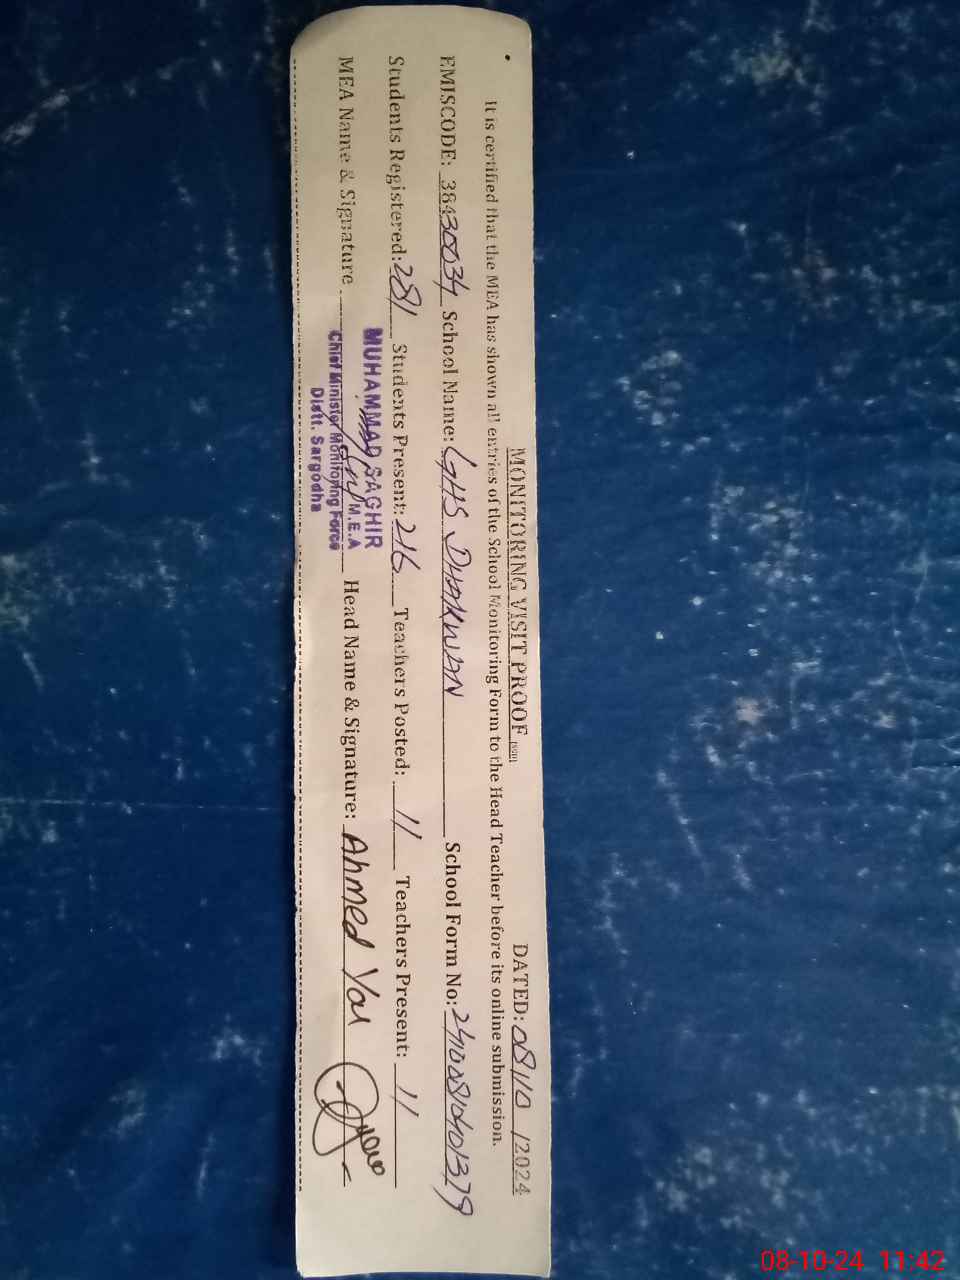 MONITORING VISIT PROOF DATED: 08/10/2024
It is certified that the MEA has shown all entries of the School Monitoring Form to the Head Teacher before its online submission.
EMISCODE: 38430034 School Name: GHS DHAKWAN School Form No:
Students Registered: 281 Students Present: 216 Teachers Posted: 11 Teachers Present: 11
MEA Name & Signature Head Name & Signature: Ahmed Yar
MUHAMMAD SAGHIR
M.E.A
Chief Minister Monitoring Force
Distt. Sargodha
08-10-24 11:42